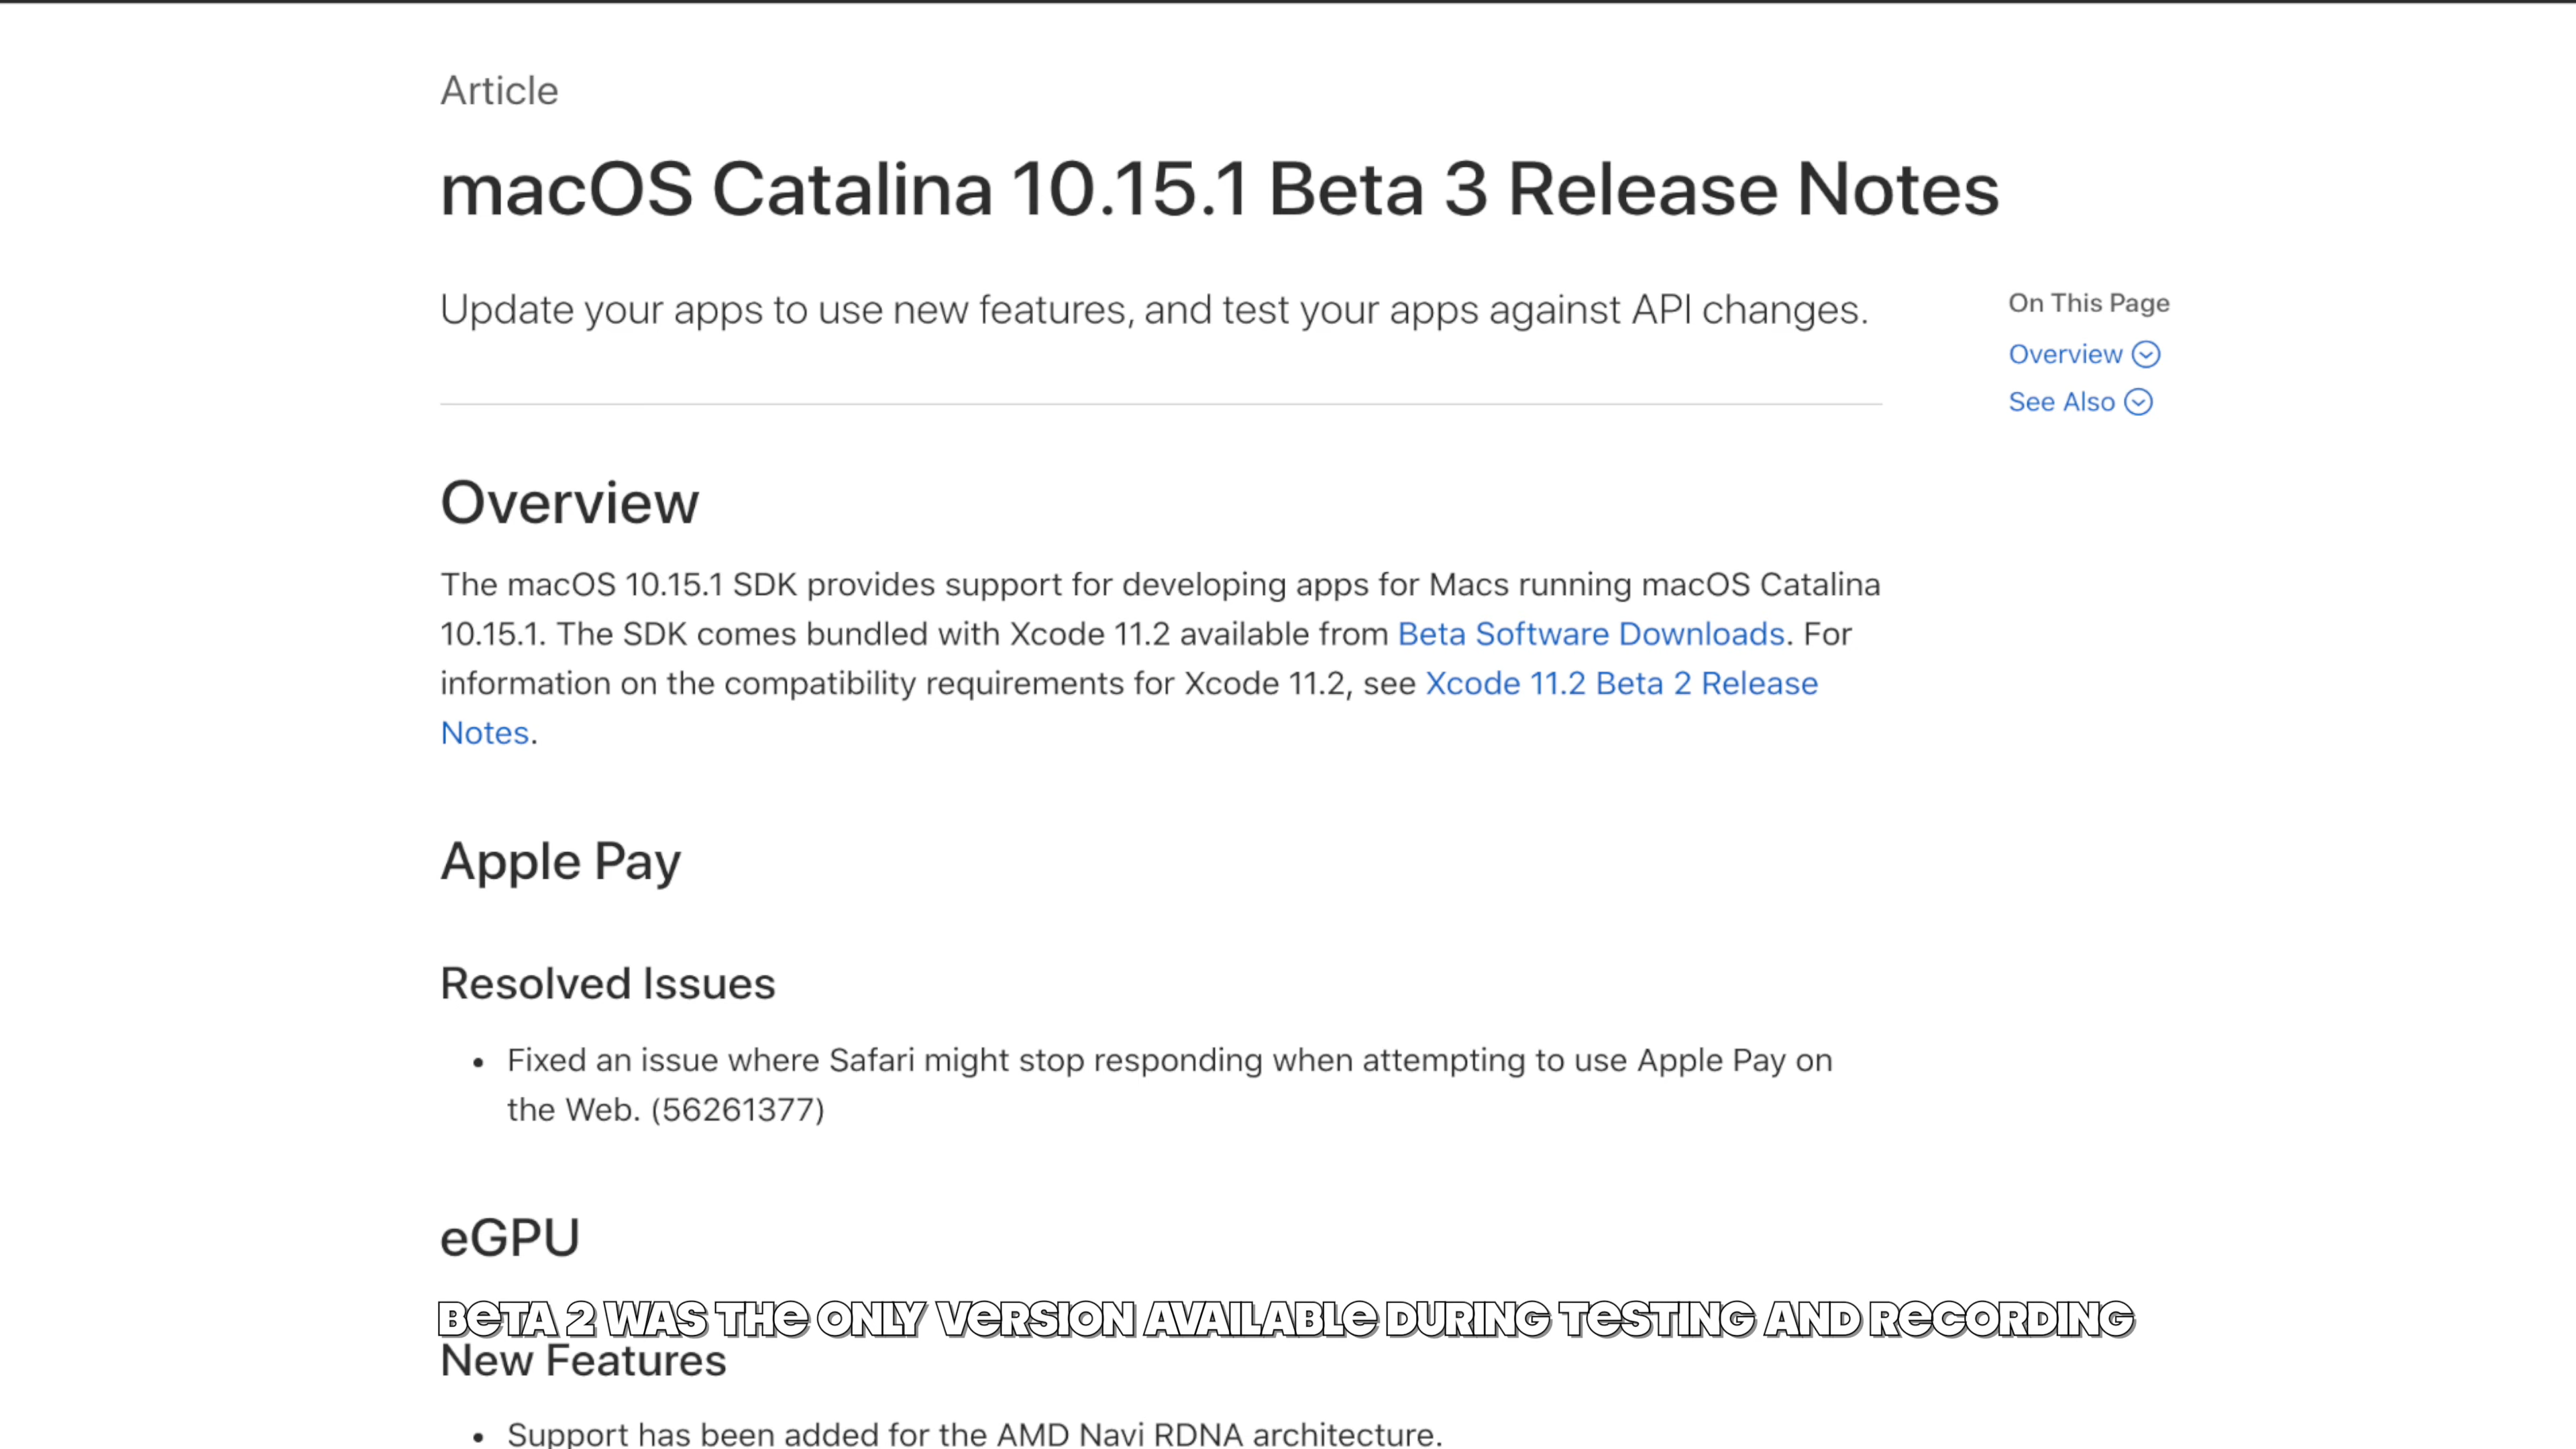 Article
macOS Catalina 10.15.1 Beta 3 Release Notes
Update your apps to use new features, and test your apps against API changes.
On This Page
Overview
See Also
Overview
The macOS 10.15.1 SDK provides support for developing apps for Macs running macOS Catalina
10.15.1. The SDK comes bundled with Xcode 11.2 available from Beta Software Downloads. For
information on the compatibility requirements for Xcode 11.2, see Xcode 11.2 Beta 2 Release
Notes.
Apple Pay
Resolved Issues
• Fixed an issue where Safari might stop responding when attempting to use Apple Pay on
the Web. (56261377)
eGPU
BeTA 2 WAS THe ONLY VeRSION AVAILABLe DURING TeSTING AND ReCORDING
New Features
• Support has been added for the AMD Navi RDNA architecture.